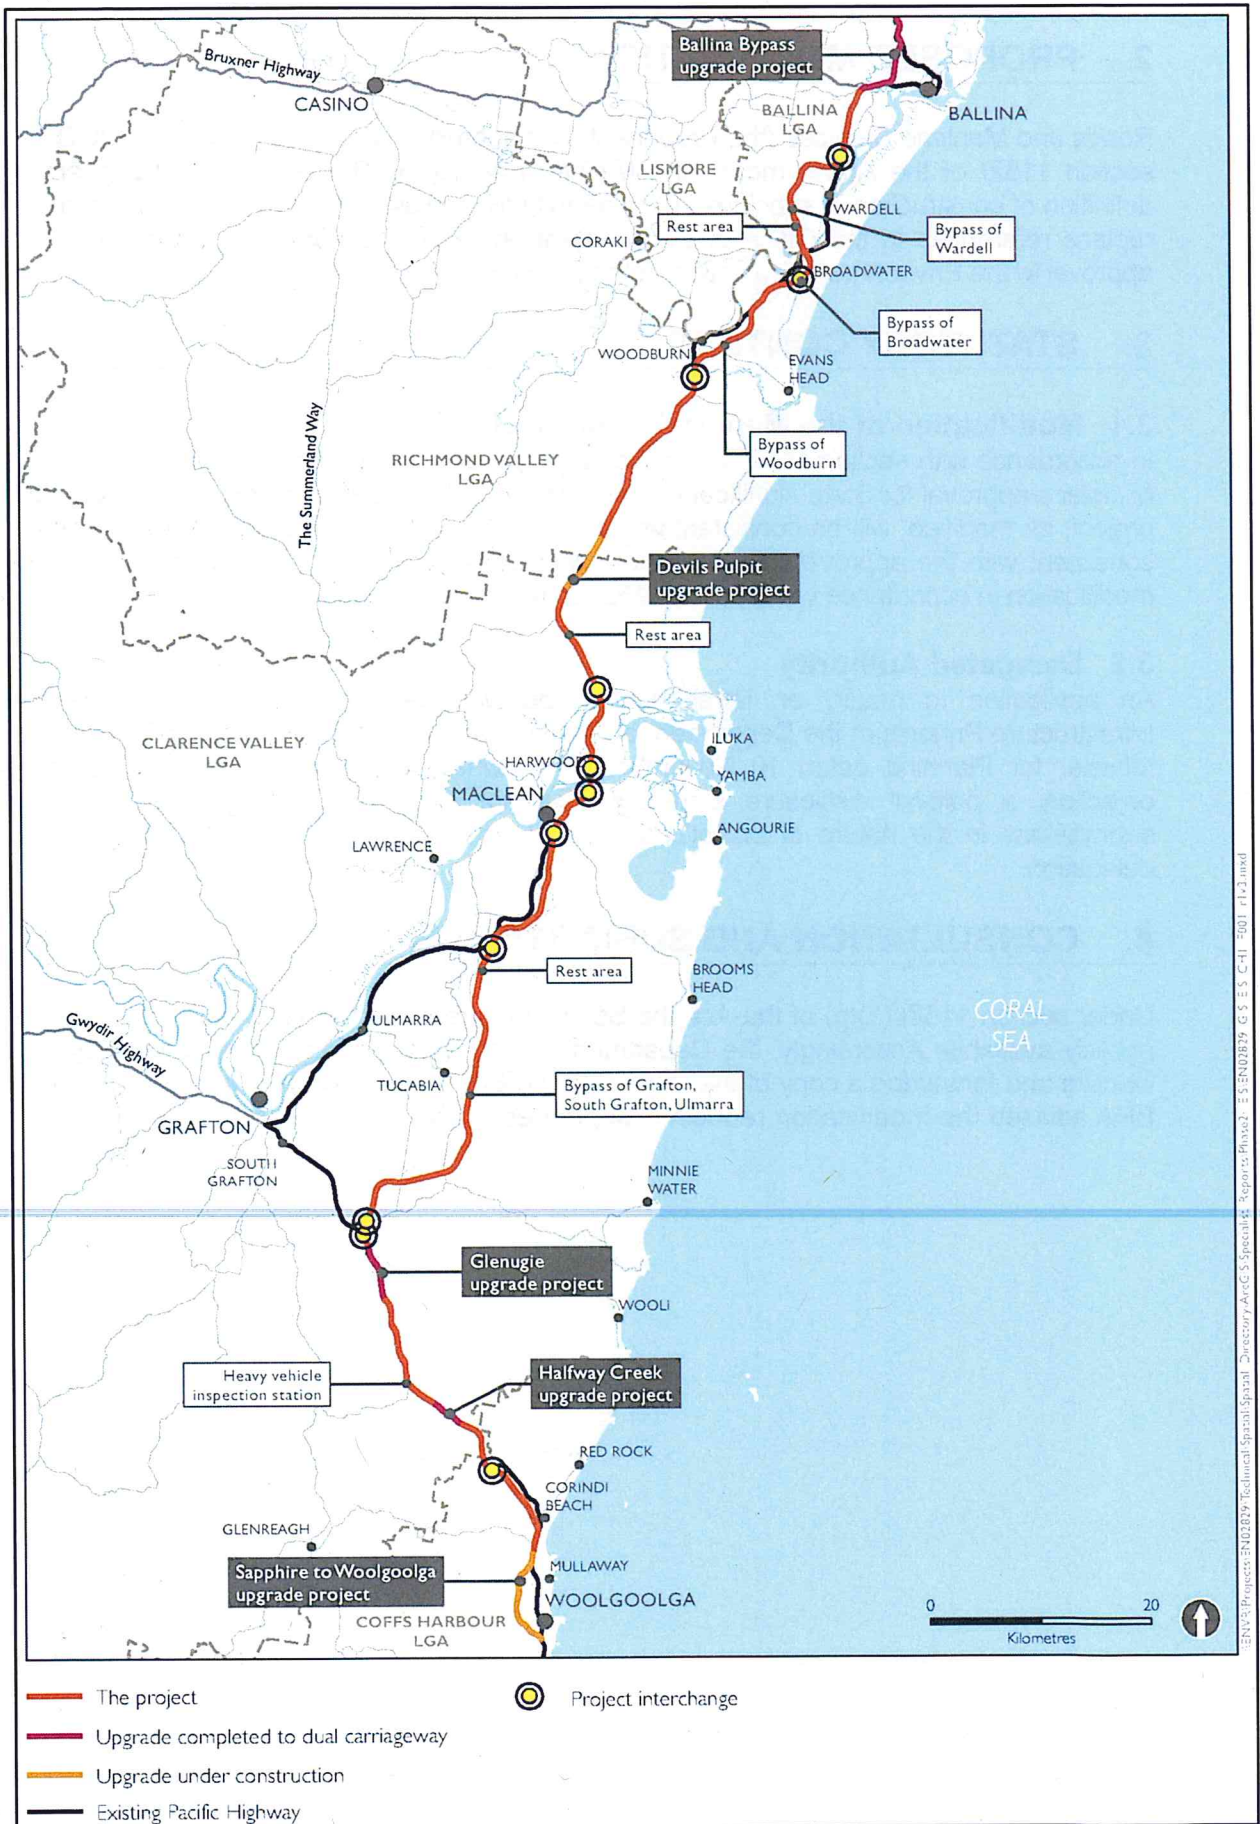 Ballina Bypass
upgrade project
Bruxner Highway
CASINO
BALLINA
LGA
BALLINA
LISMORE
LGA
WARDELL
Rest area
Bypass of
Wardell
CORAKI
BROADWATER
Bypass of
Broadwater
WOODBURN
EVANS
HEAD
The Summerland Way
Bypass of
Woodburn
RICHMOND VALLEY
LGA
Devils Pulpit
upgrade project
Rest area
CLARENCE VALLEY
LGA
ILUKA
HARWOOD
YAMBA
MACLEAN
ANGOURIE
LAWRENCE
Rest area
BROOMS
HEAD
CORAL
SEA
Gwydir Highway
ULMARRA
TUCABIA
Bypass of Grafton,
South Grafton, Ulmarra
GRAFTON
SOUTH
GRAFTON
MINNIE
WATER
Glenugie
upgrade project
WOOLI
Heavy vehicle
inspection station
Halfway Creek
upgrade project
RED ROCK
CORINDI
BEACH
GLENREAGH
Sapphire to Woolgoolga
upgrade project
MULLAWAY
WOOLGOOLGA
COFFS HARBOUR
LGA
0 20
Kilometres
The project
Project interchange
Upgrade completed to dual carriageway
Upgrade under construction
Existing Pacific Highway